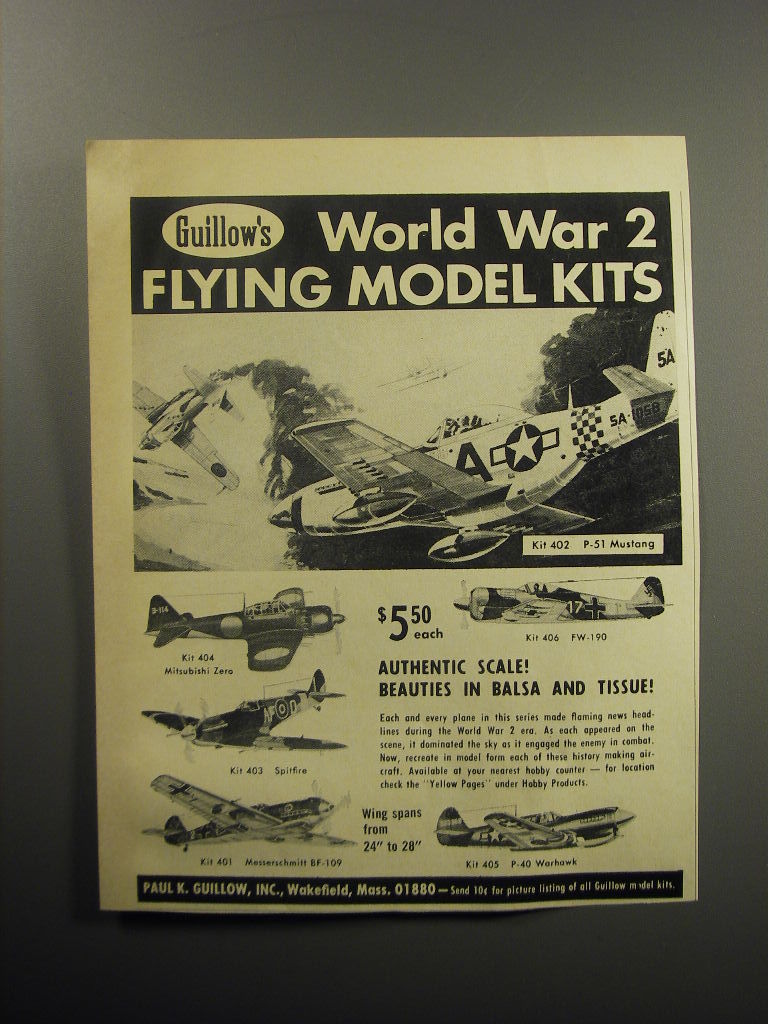 Guillow's World War 2
FLYING MODEL KITS
5A
5A-105B
A
Kit 402 P-51 Mustang
B-114
Kit 404
Mitsubishi Zero
$5 50
each
17
Kit 406 FW-190
AUTHENTIC SCALE!
BEAUTIES IN BALSA AND TISSUE!
Each and every plane in this series made flaming news head-
lines during the World War 2 era. As each appeared on the
scene, it dominated the sky as it engaged the enemy in combat.
Now, recreate in model form each of these history making air-
craft. Available at your nearest hobby counter — for location
check the "Yellow Pages" under Hobby Products.
Kit 403 Spitfire
Kit 401 Messerschmitt BF-109
Wing spans
from
24" to 28"
Kit 405 P-40 Warhawk
PAUL K. GUILLOW, INC., Wakefield, Mass. 01880 — Send 10¢ for picture listing of all Guillow model kits.